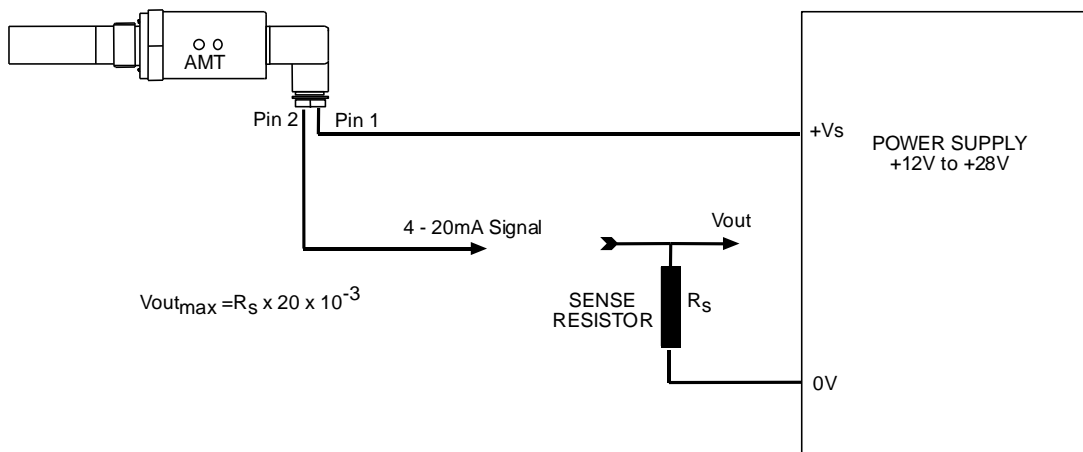 AMT
Pin 2
Pin 1
+Vs
POWER SUPPLY
+12V to +28V
4 - 20mA Signal
Vout
Voutmax =RS x 20 x 10-3
SENSE
RESISTOR
RS
0V